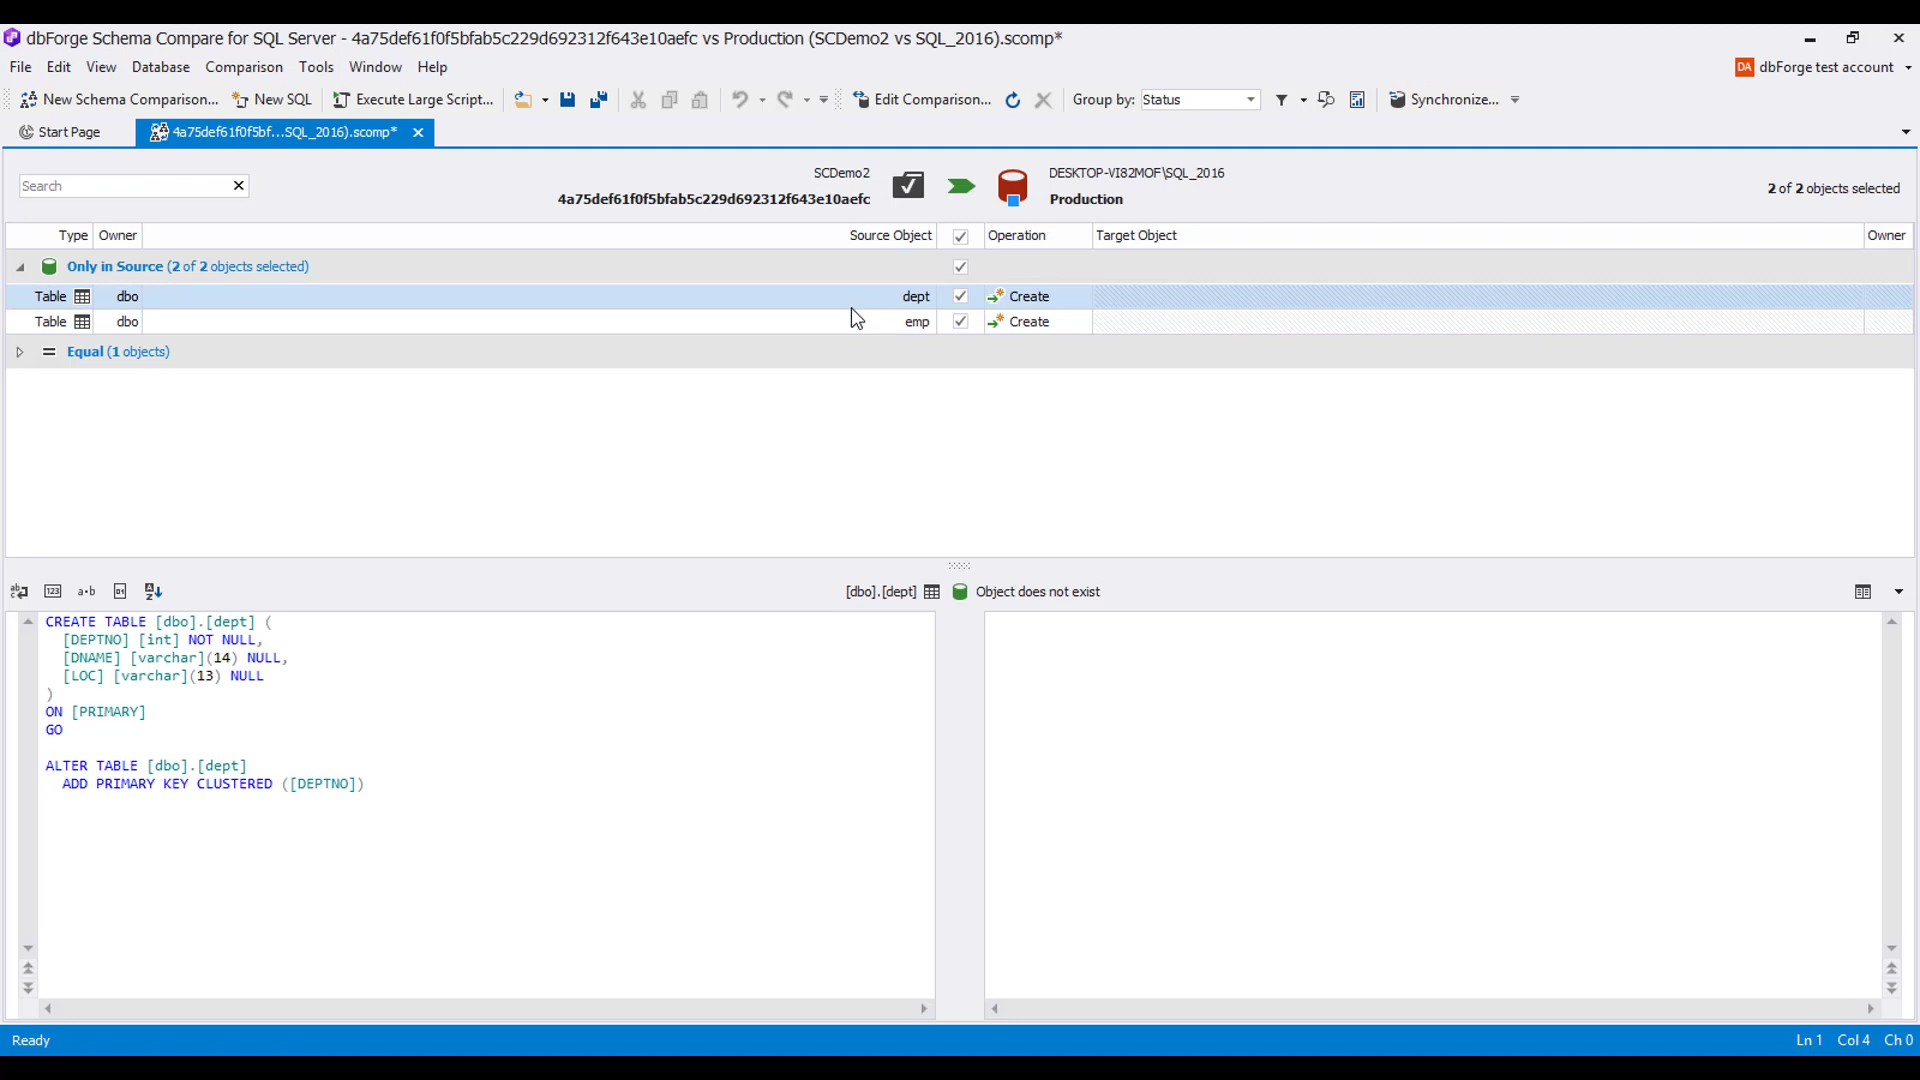 dbForge Schema Compare for SQL Server - 4a75def61f0f5bfab5c229d692312f643e10aefc vs Production (SCDemo2 vs SQL_2016).scomp*
File Edit View Database Comparison Tools Window Help
DA dbForge test account
New Schema Comparison... New SQL Execute Large Script... Edit Comparison... Group by: Status Synchronize...
Start Page 4a75def61f0f5bf...SQL_2016).scomp*
SCDemo2 DESKTOP-VI82MOF\SQL_2016
Search
4a75def61f0f5bfab5c229d692312f643e10aefc Production
2 of 2 objects selected
Type Owner Source Object Operation Target Object Owner
Only in Source (2 of 2 objects selected)
Table dbo dept Create
Table dbo emp Create
Equal (1 objects)
[dbo].[dept] Object does not exist
CREATE TABLE [dbo].[dept] (
[DEPTNO] [int] NOT NULL,
[DNAME] [varchar](14) NULL,
[LOC] [varchar](13) NULL
)
ON [PRIMARY]
GO
ALTER TABLE [dbo].[dept]
ADD PRIMARY KEY CLUSTERED ([DEPTNO])
Ready Ln 1 Col 4 Ch 0